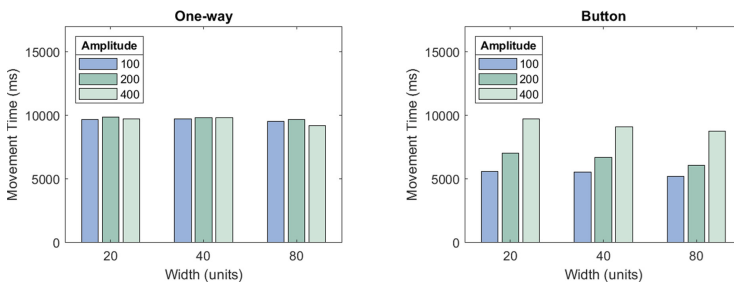 One-way
Amplitude
100
200
400
15000
10000
5000
0
Movement Time (ms)
20 40 80
Width (units)
Button
Amplitude
100
200
400
15000
10000
5000
0
Movement Time (ms)
20 40 80
Width (units)